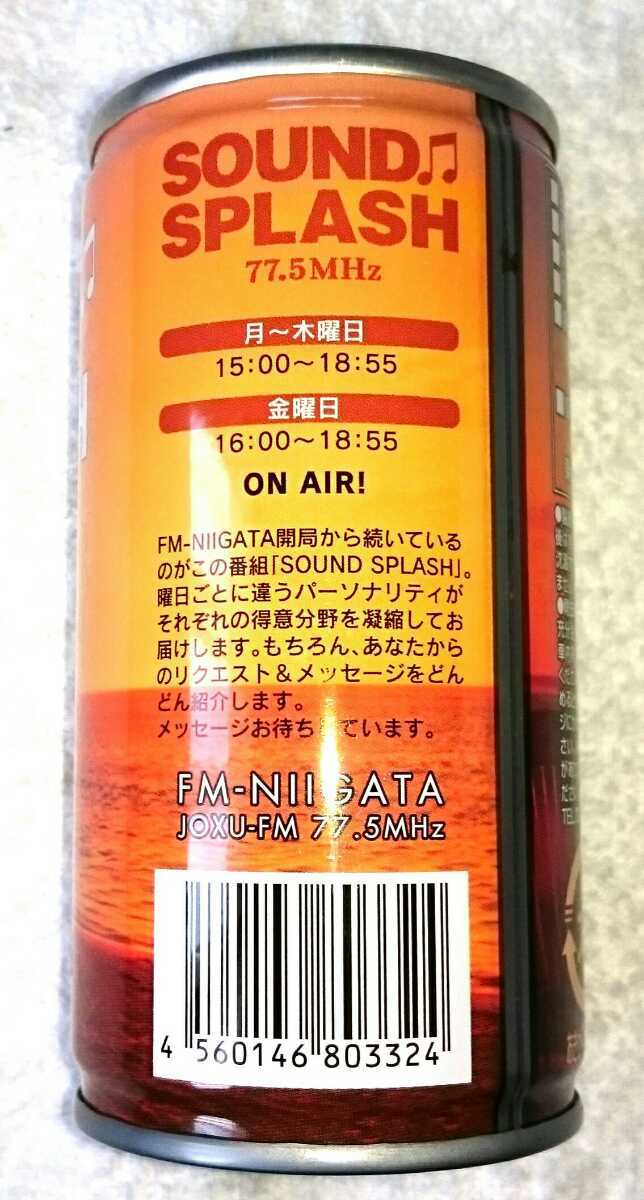 SOUND♫
SPLASH
77.5MHz
月～木曜日
15:00～18:55
金曜日
16:00～18:55
ON AIR!
FM-NIIGATA開局から続いている
のがこの番組「SOUND SPLASH」。
曜日ごとに違うパーソナリティが
それぞれの得意分野を凝縮してお
届けします。もちろん、あなたから
のリクエスト＆メッセージをどん
どん紹介します。
メッセージお待ちしています。
FM-NIIGATA
JOXU-FM 77.5MHz
4 560146 803324